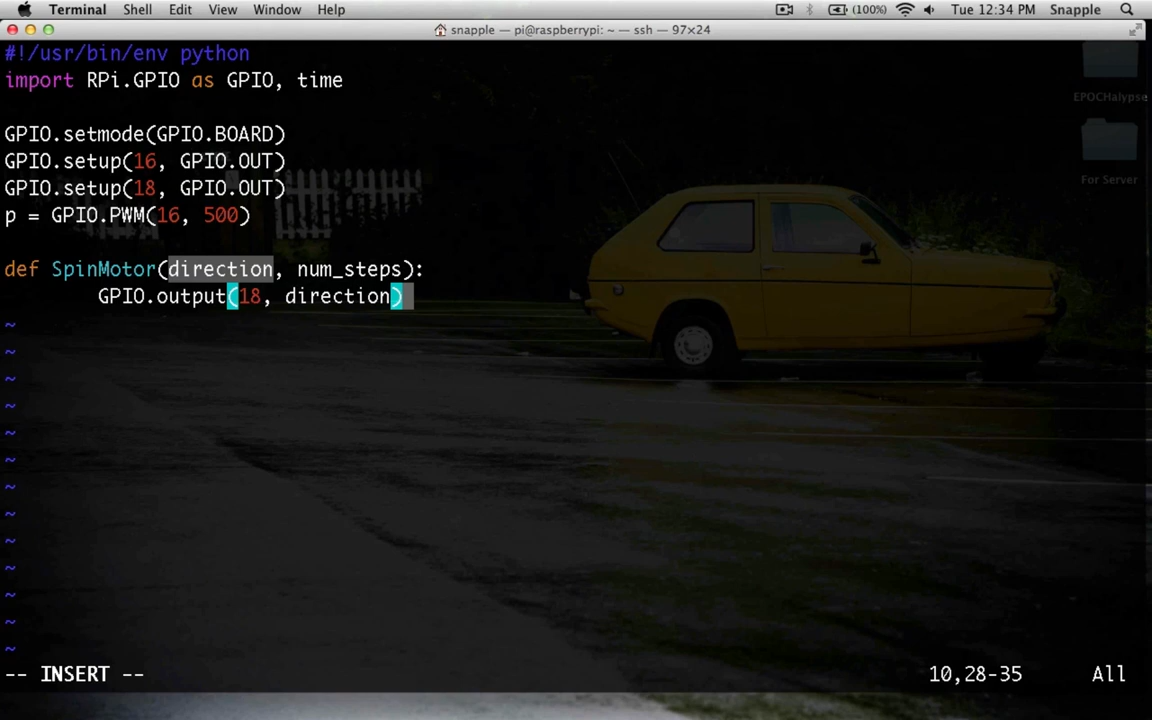 Terminal Shell Edit View Window Help (100%) Tue 12:34 PM Snapple
snapple — pi@raspberrypi: ~ — ssh — 97×24
#!/usr/bin/env python
import RPi.GPIO as GPIO, time
GPIO.setmode(GPIO.BOARD)
GPIO.setup(16, GPIO.OUT)
GPIO.setup(18, GPIO.OUT)
p = GPIO.PWM(16, 500)
def SpinMotor(direction, num_steps):
GPIO.output(18, direction)
~
~
~
~
~
~
~
~
~
~
~
~
~
-- INSERT -- 10,28-35 All
EPOCHalypse
For Server